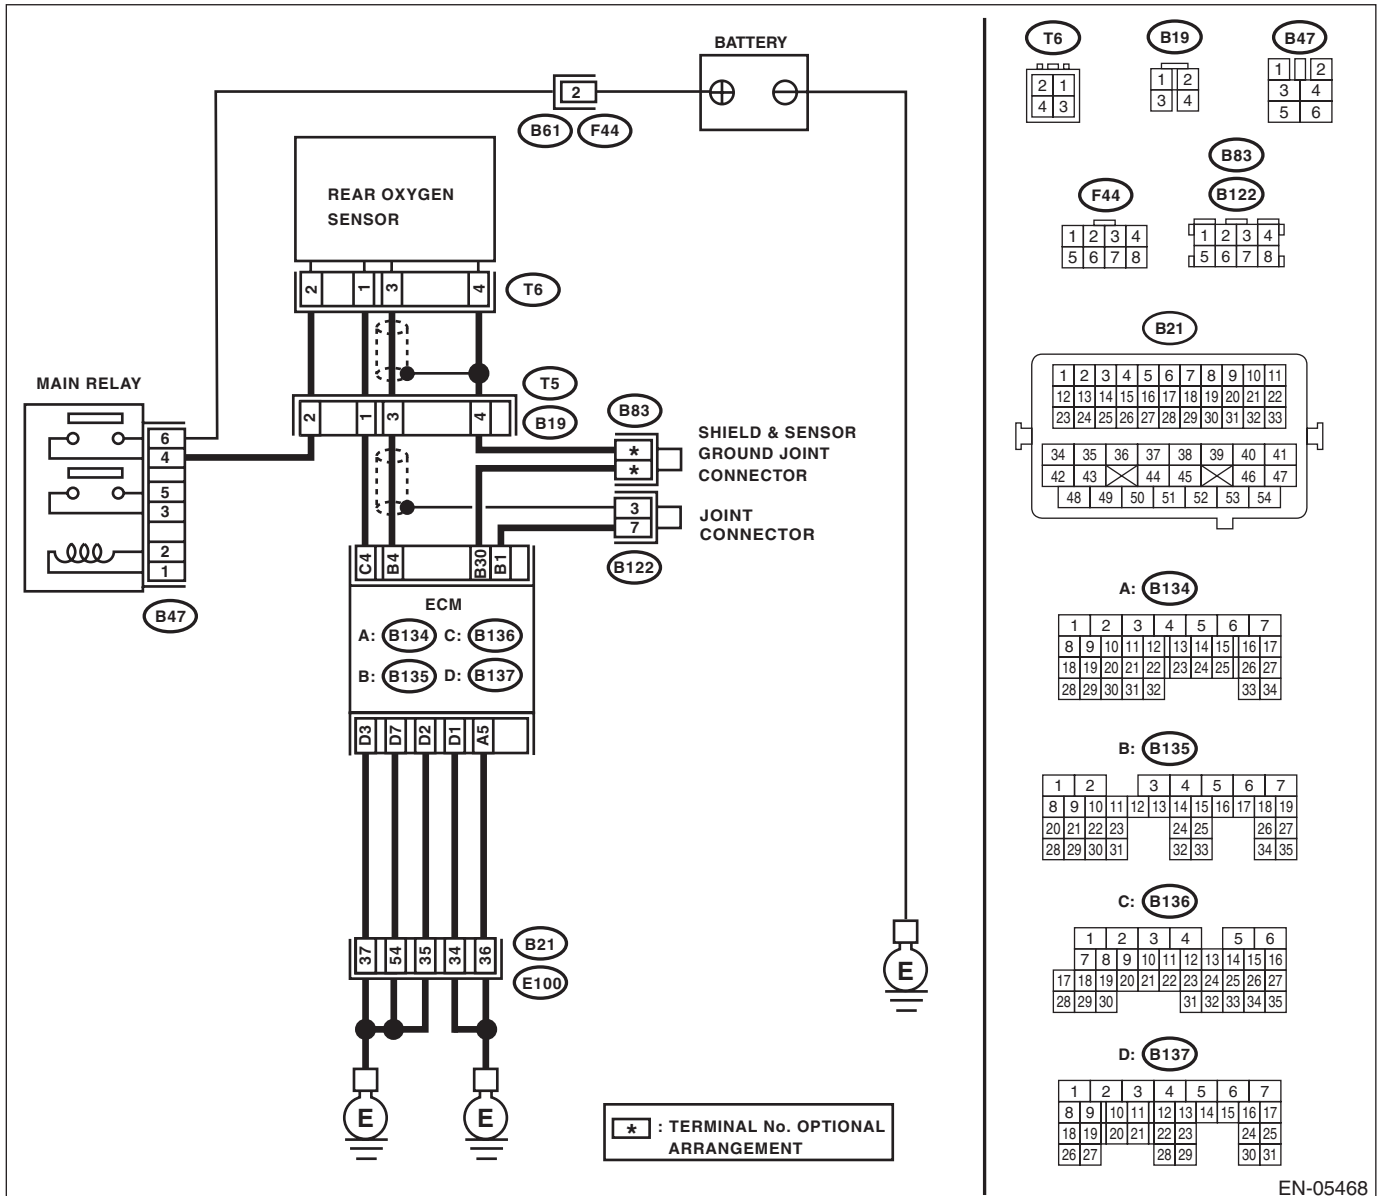 BATTERY
2
B61 F44
REAR OXYGEN
SENSOR
2 1 3 4
T6
MAIN RELAY
T5
2 1 3 4
B19
B83
6
4
5
3
2
1
B47
*
*
SHIELD & SENSOR
GROUND JOINT
CONNECTOR
3
7
JOINT
CONNECTOR
B122
C4 B4 B30 B1
ECM
A: B134 C: B136
B: B135 D: B137
D3 D7 D2 D1 A5
37 54 35 34 36
B21
E100
E
E
E
* : TERMINAL No. OPTIONAL
ARRANGEMENT
T6
2 1
4 3
B19
1 2
3 4
B47
1 2
3 4
5 6
F44
1 2 3 4
5 6 7 8
B83
B122
1 2 3 4
5 6 7 8
B21
1 2 3 4 5 6 7 8 9 10 11
12 13 14 15 16 17 18 19 20 21 22
23 24 25 26 27 28 29 30 31 32 33
34 35 36 37 38 39 40 41
42 43 44 45 46 47
48 49 50 51 52 53 54
A: B134
1 2 3 4 5 6 7
8 9 10 11 12 13 14 15 16 17
18 19 20 21 22 23 24 25 26 27
28 29 30 31 32 33 34
B: B135
1 2 3 4 5 6 7
8 9 10 11 12 13 14 15 16 17 18 19
20 21 22 23 24 25 26 27
28 29 30 31 32 33 34 35
C: B136
1 2 3 4 5 6
7 8 9 10 11 12 13 14 15 16
17 18 19 20 21 22 23 24 25 26 27
28 29 30 31 32 33 34 35
D: B137
1 2 3 4 5 6 7
8 9 10 11 12 13 14 15 16 17
18 19 20 21 22 23 24 25
26 27 28 29 30 31
EN-05468